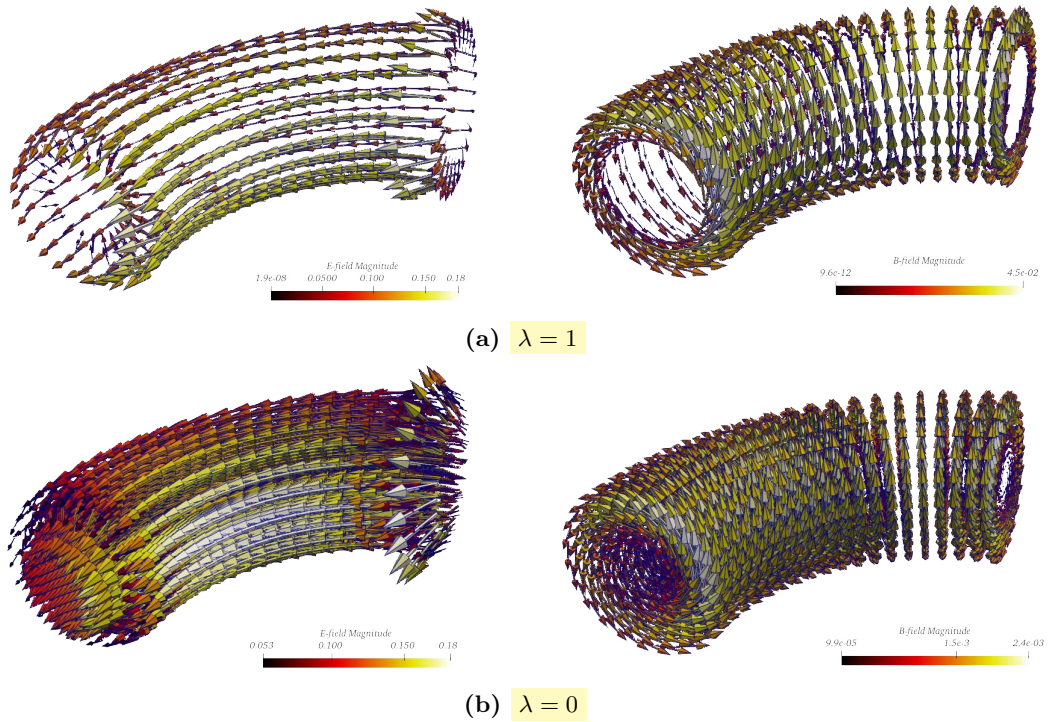 E-field Magnitude
1.9e-08 0.0500 0.100 0.150 0.18
B-field Magnitude
9.6e-12 4.5e-02
(a) λ = 1
E-field Magnitude
0.053 0.100 0.150 0.18
B-field Magnitude
9.9e-05 1.5e-3 2.4e-03
(b) λ = 0